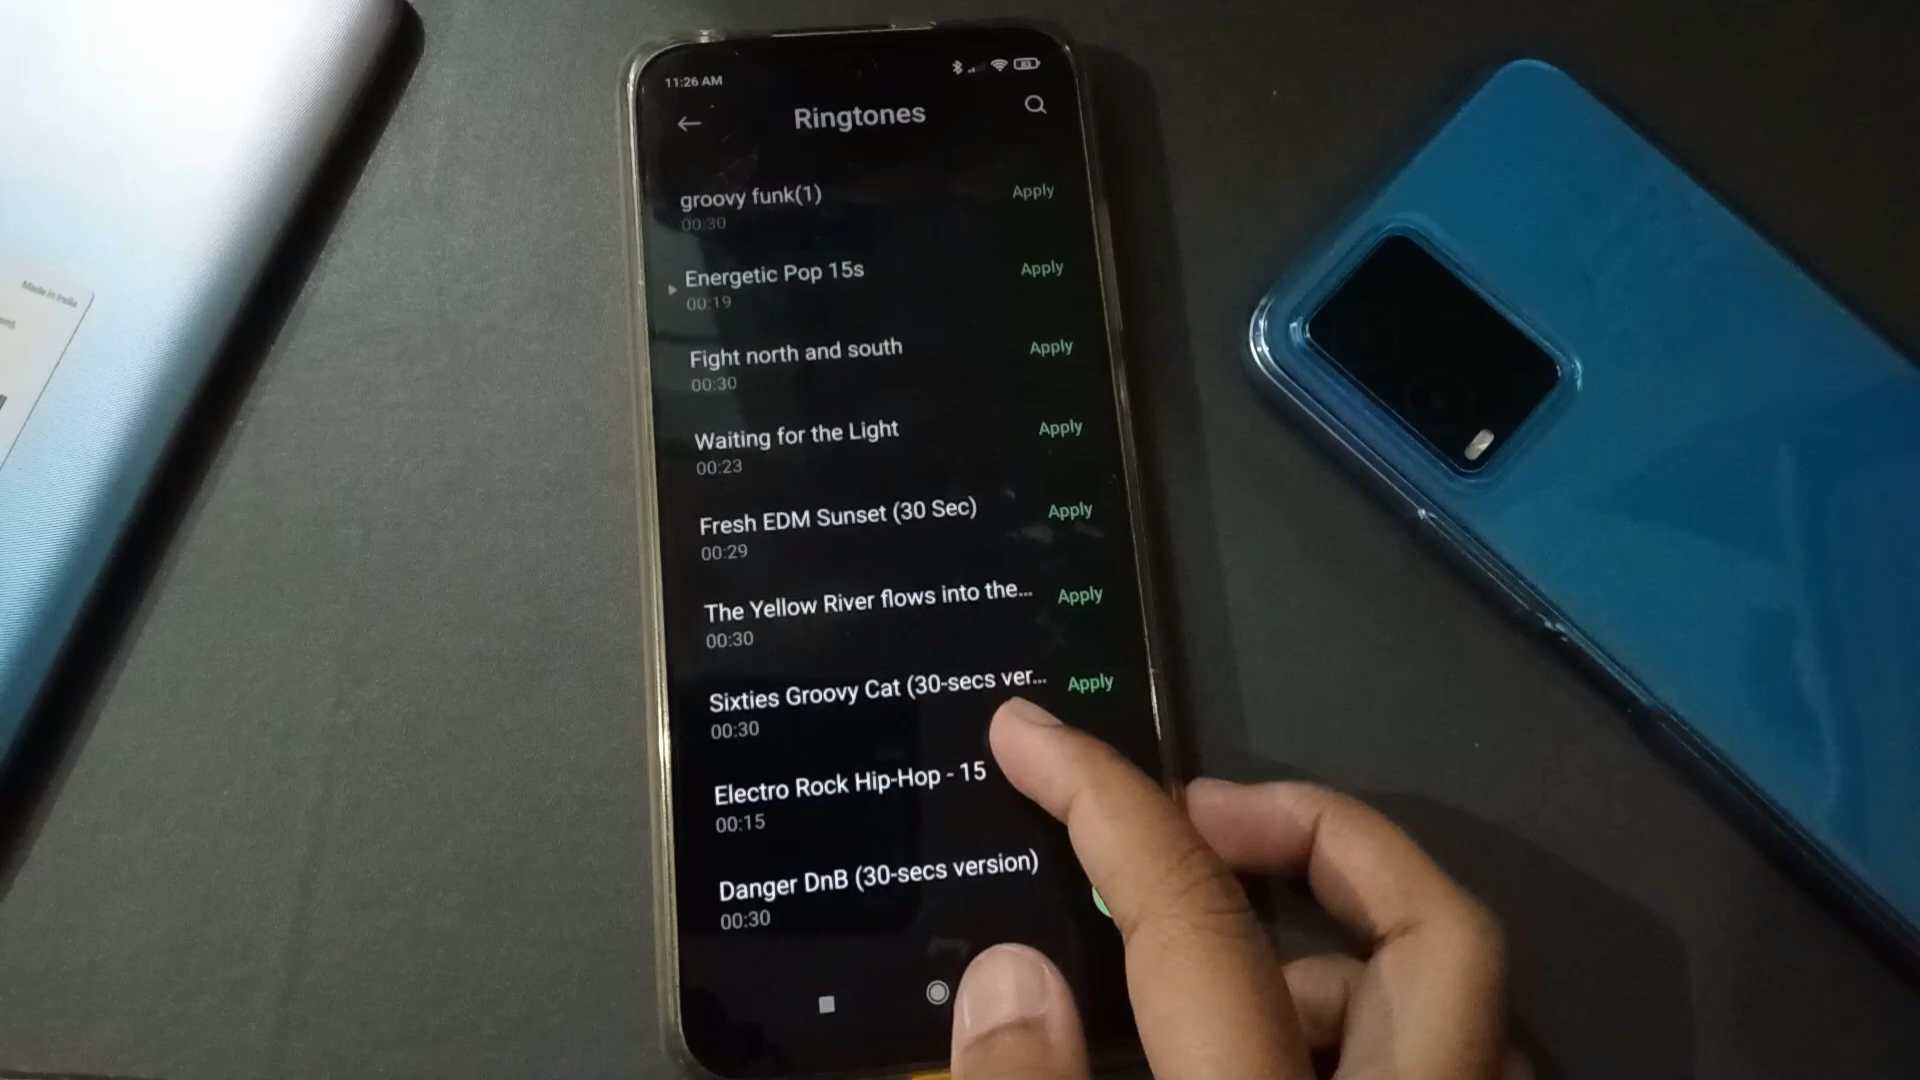 Made in India
11:26 AM
Ringtones
groovy funk(1)
Apply
00:30
Energetic Pop 15s
Apply
00:19
Fight north and south
Apply
00:30
Waiting for the Light
Apply
00:23
Fresh EDM Sunset (30 Sec)
Apply
00:29
The Yellow River flows into the...
Apply
00:30
Sixties Groovy Cat (30-secs ver...
Apply
00:30
Electro Rock Hip-Hop - 15
00:15
Danger DnB (30-secs version)
00:30